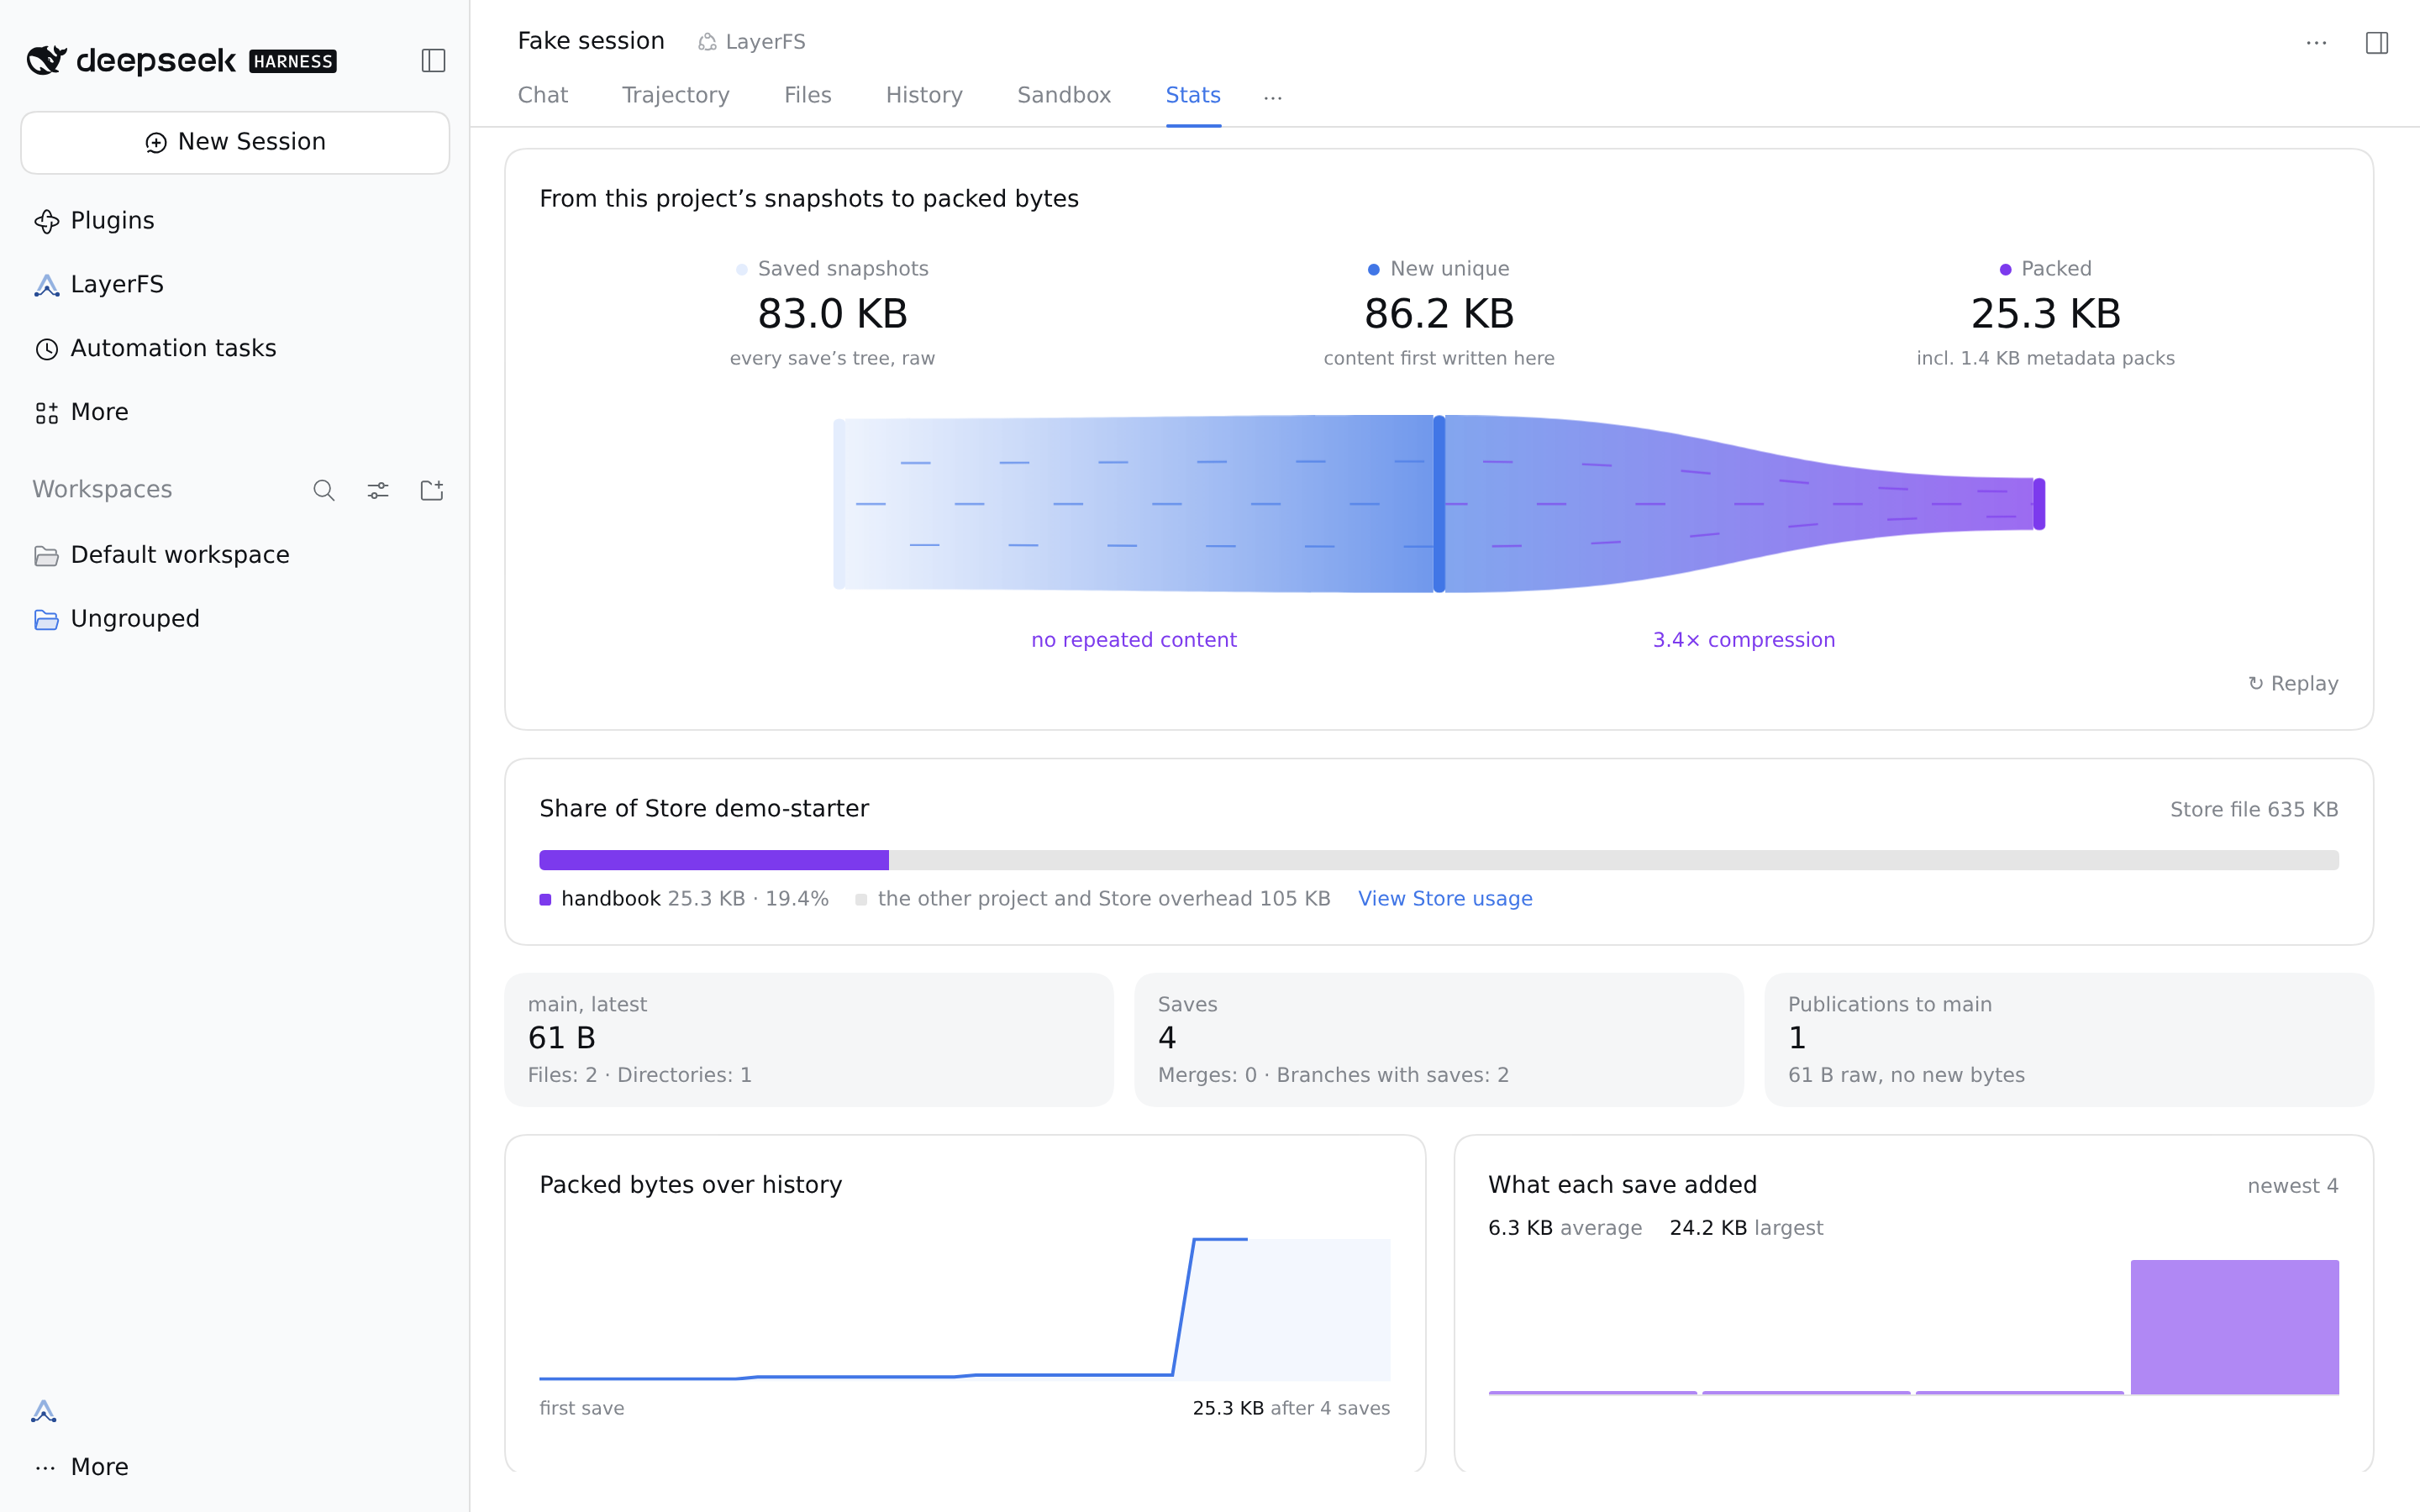 deepseek HARNESS
New Session
Plugins
LayerFS
Automation tasks
More
Workspaces
Default workspace
Ungrouped
More
Fake session LayerFS
Chat Trajectory Files History Sandbox Stats ...
From this project’s snapshots to packed bytes
Saved snapshots
83.0 KB
every save’s tree, raw
New unique
86.2 KB
content first written here
Packed
25.3 KB
incl. 1.4 KB metadata packs
no repeated content
3.4× compression
↻ Replay
Share of Store demo-starter
Store file 635 KB
handbook 25.3 KB · 19.4% the other project and Store overhead 105 KB View Store usage
main, latest
61 B
Files: 2 · Directories: 1
Saves
4
Merges: 0 · Branches with saves: 2
Publications to main
1
61 B raw, no new bytes
Packed bytes over history
first save
25.3 KB after 4 saves
What each save added
newest 4
6.3 KB average 24.2 KB largest